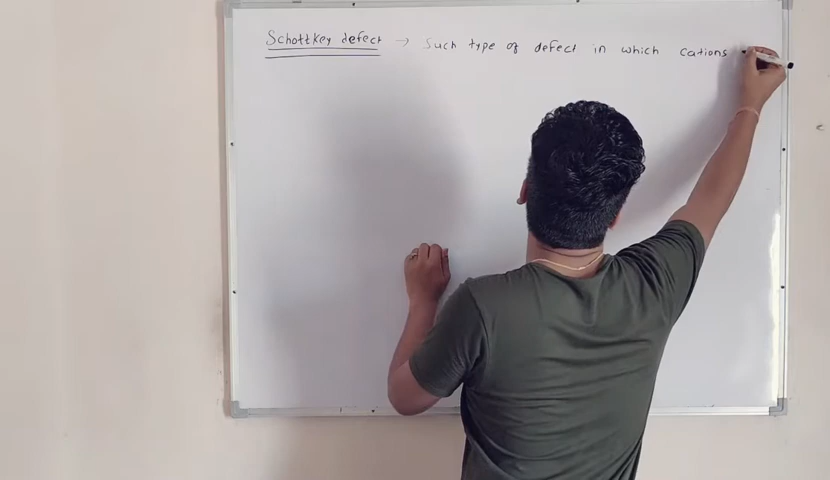 Schottkey defect → Such type of defect in which cations